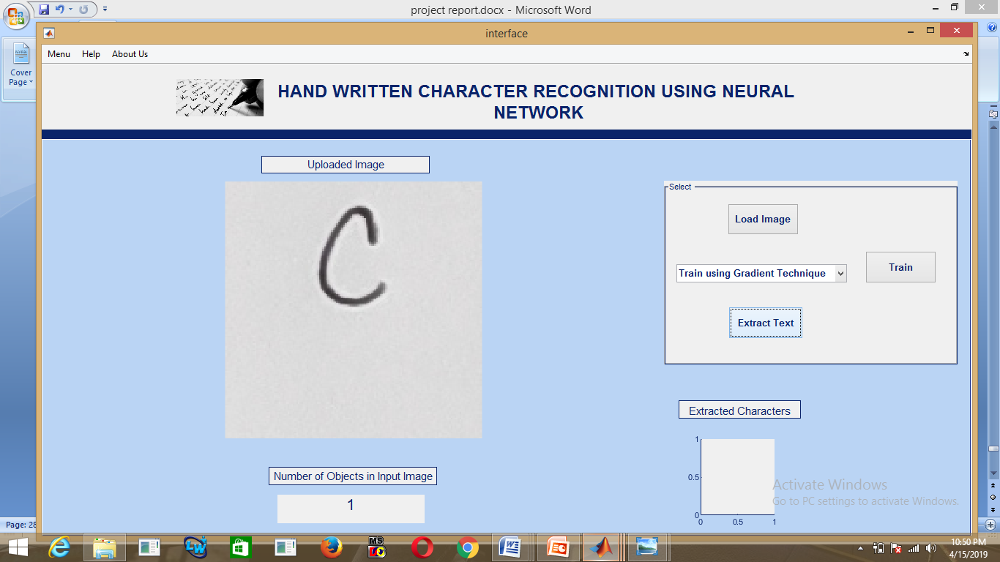 project report.docx - Microsoft Word
interface
Menu Help About Us
Cover
Page
HAND WRITTEN CHARACTER RECOGNITION USING NEURAL
NETWORK
Uploaded Image
C
Select
Load Image
Train using Gradient Technique
Train
Extract Text
Extracted Characters
1
0.5
0
0 0.5 1
Number of Objects in Input Image
1
Activate Windows
Go to PC settings to activate Windows.
Page: 28
10:50 PM
4/15/2019